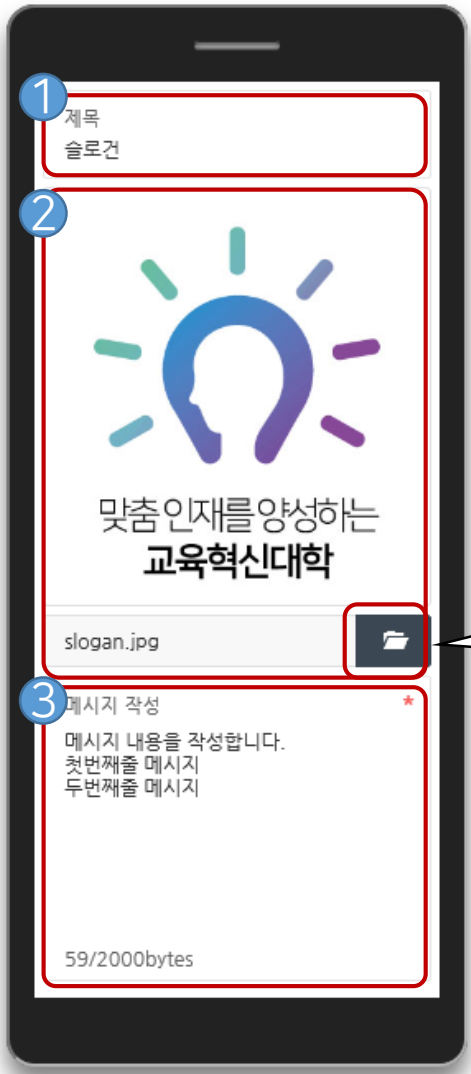 1
제목
슬로건
2
맞춤인재를양성하는
교육혁신대학
slogan.jpg
3
메시지 작성 *
메시지 내용을 작성합니다.
첫번째줄 메시지
두번째줄 메시지
59/2000bytes